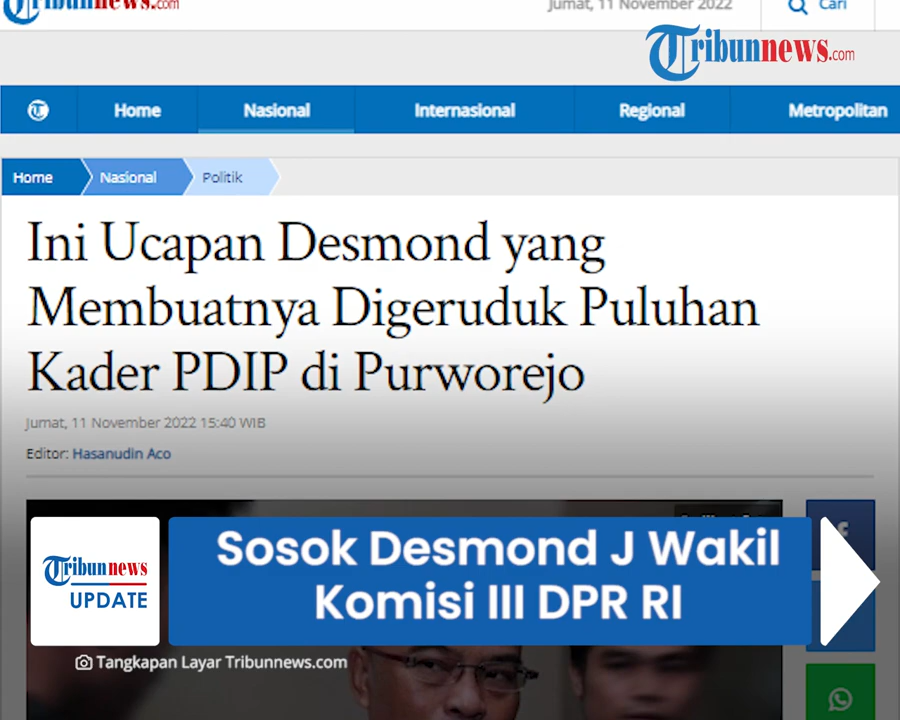 Tribunnews.com
Jumat, 11 November 2022
Cari
Tribunnews.com
Home
Nasional
Internasional
Regional
Metropolitan
Home
Nasional
Politik
Ini Ucapan Desmond yang
Membuatnya Digeruduk Puluhan
Kader PDIP di Purworejo
Jumat, 11 November 2022 15:40 WIB
Editor: Hasanudin Aco
Tribunnews
UPDATE
Sosok Desmond J Wakil
Komisi III DPR RI
Tangkapan Layar Tribunnews.com